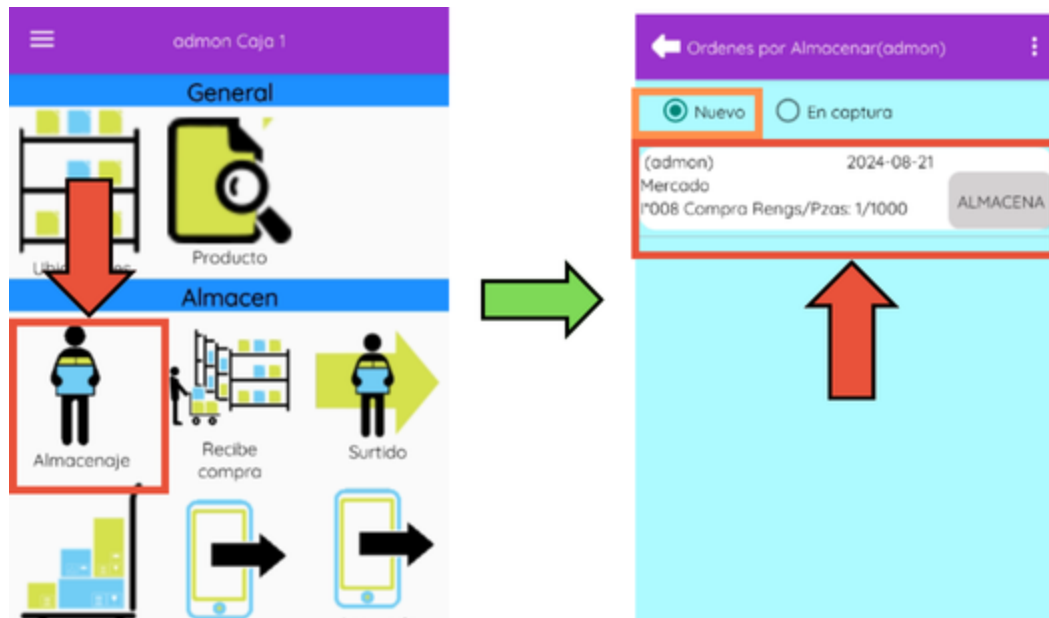 admon Caja 1
General
Producto
Almacen
Almacenaje
Recibe
compra
Surtido
Ordenes por Almacenar(admon)
Nuevo
En captura
(admon) 2024-08-21
Mercado
I*008 Compra Rengs/Pzas: 1/1000
ALMACENA